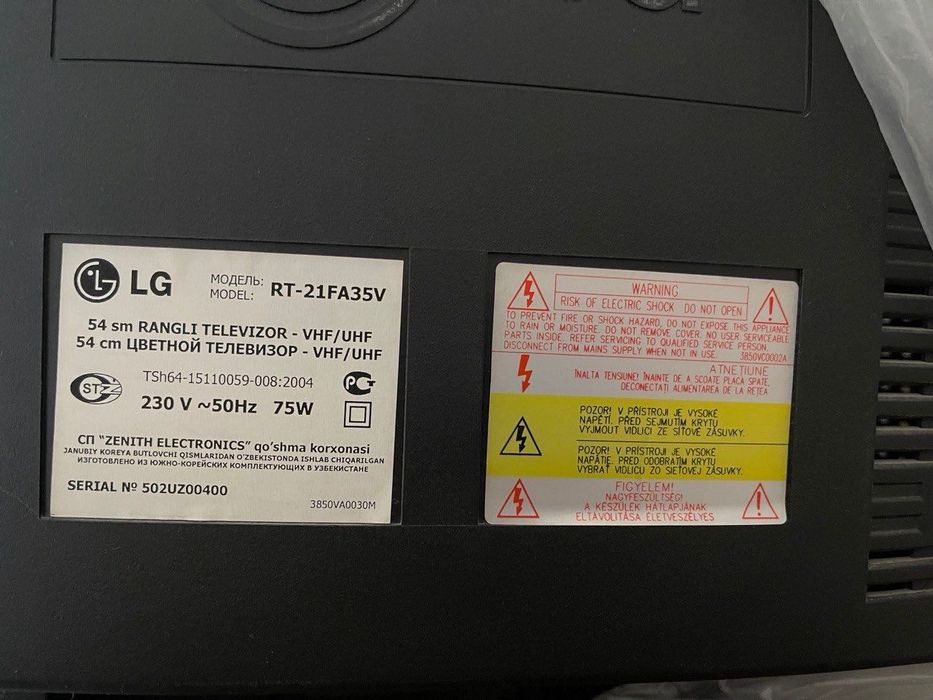 LG
МОДЕЛЬ:
MODEL: RT-21FA35V
54 sm RANGLI TELEVIZOR - VHF/UHF
54 cm ЦВЕТНОЙ ТЕЛЕВИЗОР - VHF/UHF
TSh64-15110059-008:2004
230 V ~50Hz 75W
СП "ZENITH ELECTRONICS" qo'shma korxonasi
JANUBIY KOREYA BUTLOVCHI QISMLARIDAN O'ZBEKISTONDA ISHLAB CHIQARILGAN
ИЗГОТОВЛЕНО ИЗ ЮЖНО-КОРЕЙСКИХ КОМПЛЕКТУЮЩИХ В УЗБЕКИСТАНЕ
SERIAL № 502UZ00400
3850VA0030M
WARNING
RISK OF ELECTRIC SHOCK DO NOT OPEN
TO PREVENT FIRE OR SHOCK HAZARD, DO NOT EXPOSE THIS APPLIANCE
TO RAIN OR MOISTURE. DO NOT REMOVE COVER. NO USER SERVICEABLE
PARTS INSIDE. REFER SERVICING TO QUALIFIED SERVICE PERSON.
DISCONNECT FROM MAINS SUPPLY WHEN NOT IN USE. 3850VC0002A
ATNEȚIUNE
ÎNALTA TENSIUNE! ÎNAINTE DE A SCOATE PLACA SPATE,
DECONECTAȚI ALIMENTAREA DE LA REȚEA
POZOR! V PŘÍSTROJI JE VYSOKÉ
NAPĚTÍ. PŘED SEJMUTÍM KRYTU
VYJMOUT VIDLICI ZE SÍŤOVÉ ZÁSUVKY.
POZOR! V PRÍSTROJI JE VYSOKÉ
NAPÄTIE. PRED ODOBRATÍM KRYTU
VYBRAŤ VIDLICU ZO SIEŤOVEJ ZÁSUVKY.
FIGYELEM!
NAGYFESZÜLTSÉG!
A KÉSZÜLÉK HÁTLAPJÁNAK
ELTÁVOLÍTÁSA ÉLETVESZÉLYES